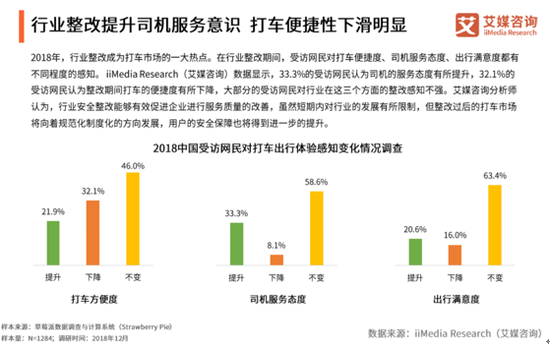 行业整改提升司机服务意识 打车便捷性下滑明显
艾媒咨询
iiMedia Research
2018年，行业整改成为打车市场的一大热点。在行业整改期间，受访网民对打车便捷度、司机服务态度、出行满意度都有
不同程度的感知。iiMedia Research（艾媒咨询）数据显示，33.3%的受访网民认为司机的服务态度有所提升，32.1%的
受访网民认为整改期间打车的便捷度有所下降，大部分的受访网民对行业在这三个方面的整改感知不强。艾媒咨询分析师
认为，行业安全整改能够有效促进企业进行服务质量的改善，虽然短期内对行业的发展有所限制，但整改过后的打车市场
将向着规范化制度化的方向发展，用户的安全保障也将得到进一步的提升。
2018中国受访网民对打车出行体验感知变化情况调查
21.9% 32.1% 46.0%
提升 下降 不变
打车方便度
33.3% 8.1% 58.6%
提升 下降 不变
司机服务态度
20.6% 16.0% 63.4%
提升 下降 不变
出行满意度
样本来源：草莓派数据调查与计算系统（Strawberry Pie）
样本量：N=1284；调研时间：2018年12月
数据来源：iiMedia Research（艾媒咨询）